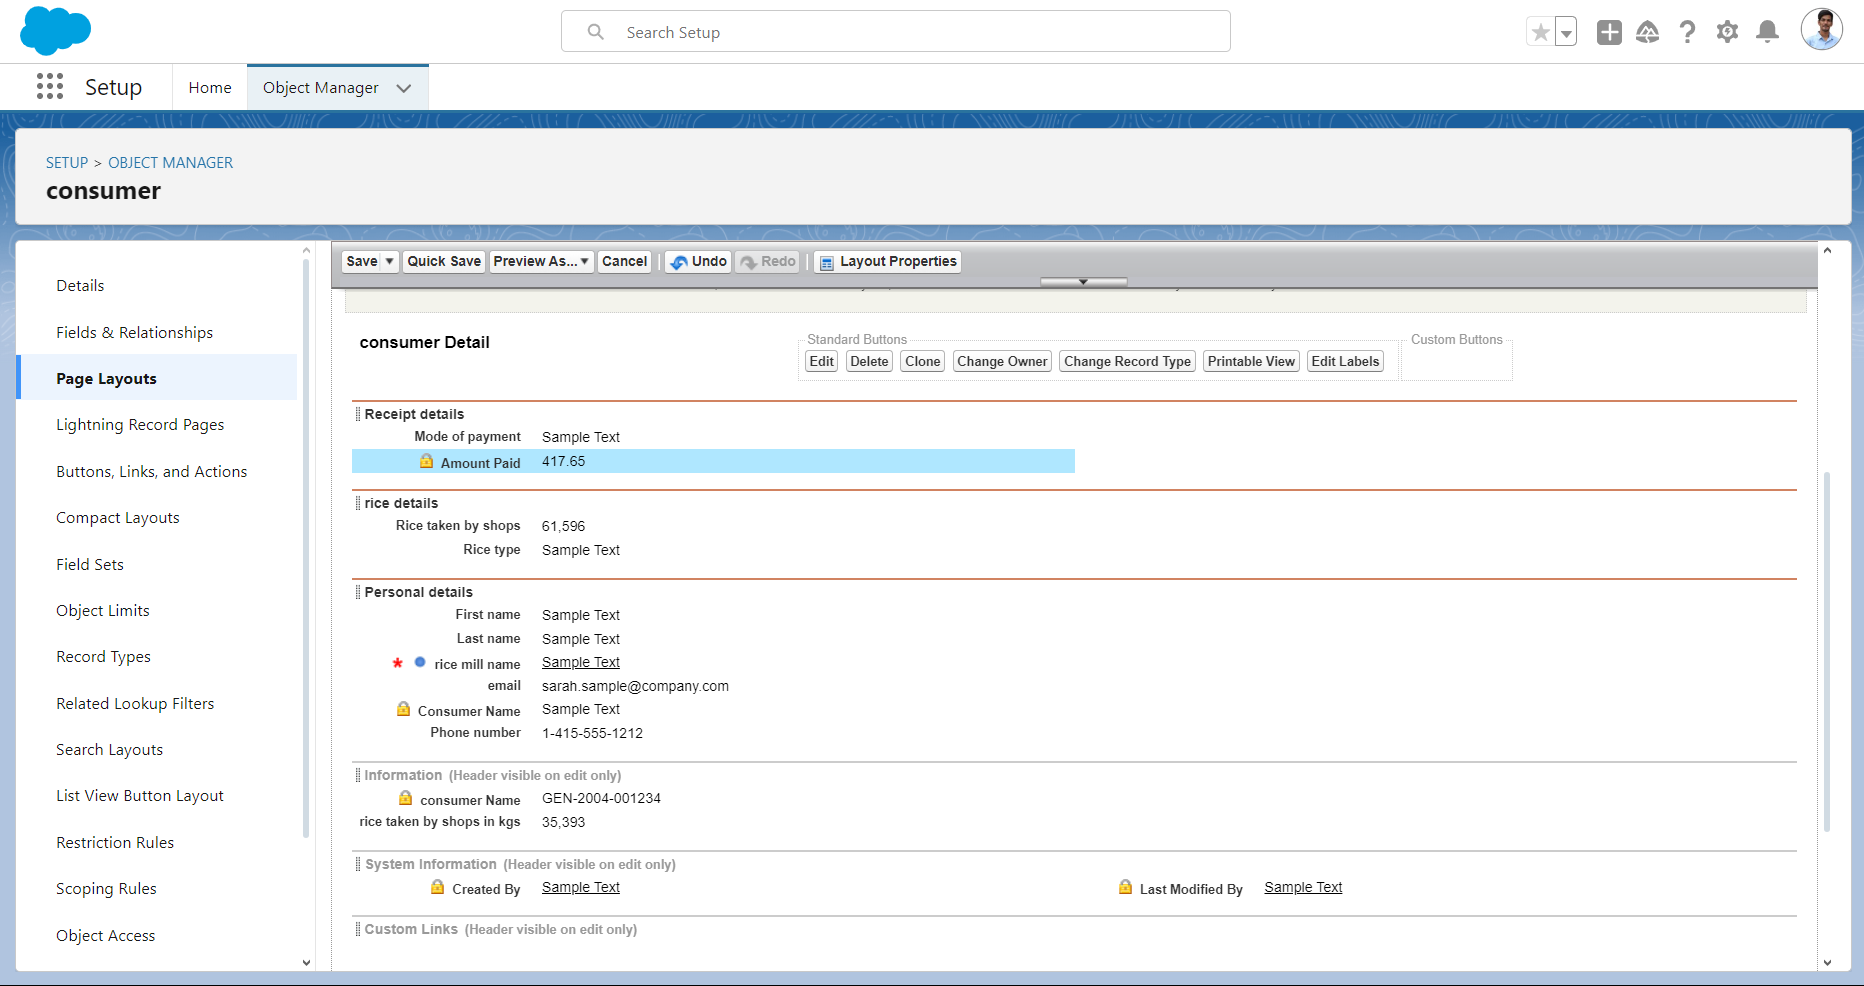 Search Setup
Setup
Home
Object Manager
SETUP > OBJECT MANAGER
consumer
Details
Fields & Relationships
Page Layouts
Lightning Record Pages
Buttons, Links, and Actions
Compact Layouts
Field Sets
Object Limits
Record Types
Related Lookup Filters
Search Layouts
List View Button Layout
Restriction Rules
Scoping Rules
Object Access
Save Quick Save Preview As... Cancel Undo Redo Layout Properties
consumer Detail
Standard Buttons
Edit Delete Clone Change Owner Change Record Type Printable View Edit Labels
Custom Buttons
Receipt details
Mode of payment Sample Text
Amount Paid 417.65
rice details
Rice taken by shops 61,596
Rice type Sample Text
Personal details
First name Sample Text
Last name Sample Text
* rice mill name Sample Text
email sarah.sample@company.com
Consumer Name Sample Text
Phone number 1-415-555-1212
Information (Header visible on edit only)
consumer Name GEN-2004-001234
rice taken by shops in kgs 35,393
System Information (Header visible on edit only)
Created By Sample Text Last Modified By Sample Text
Custom Links (Header visible on edit only)